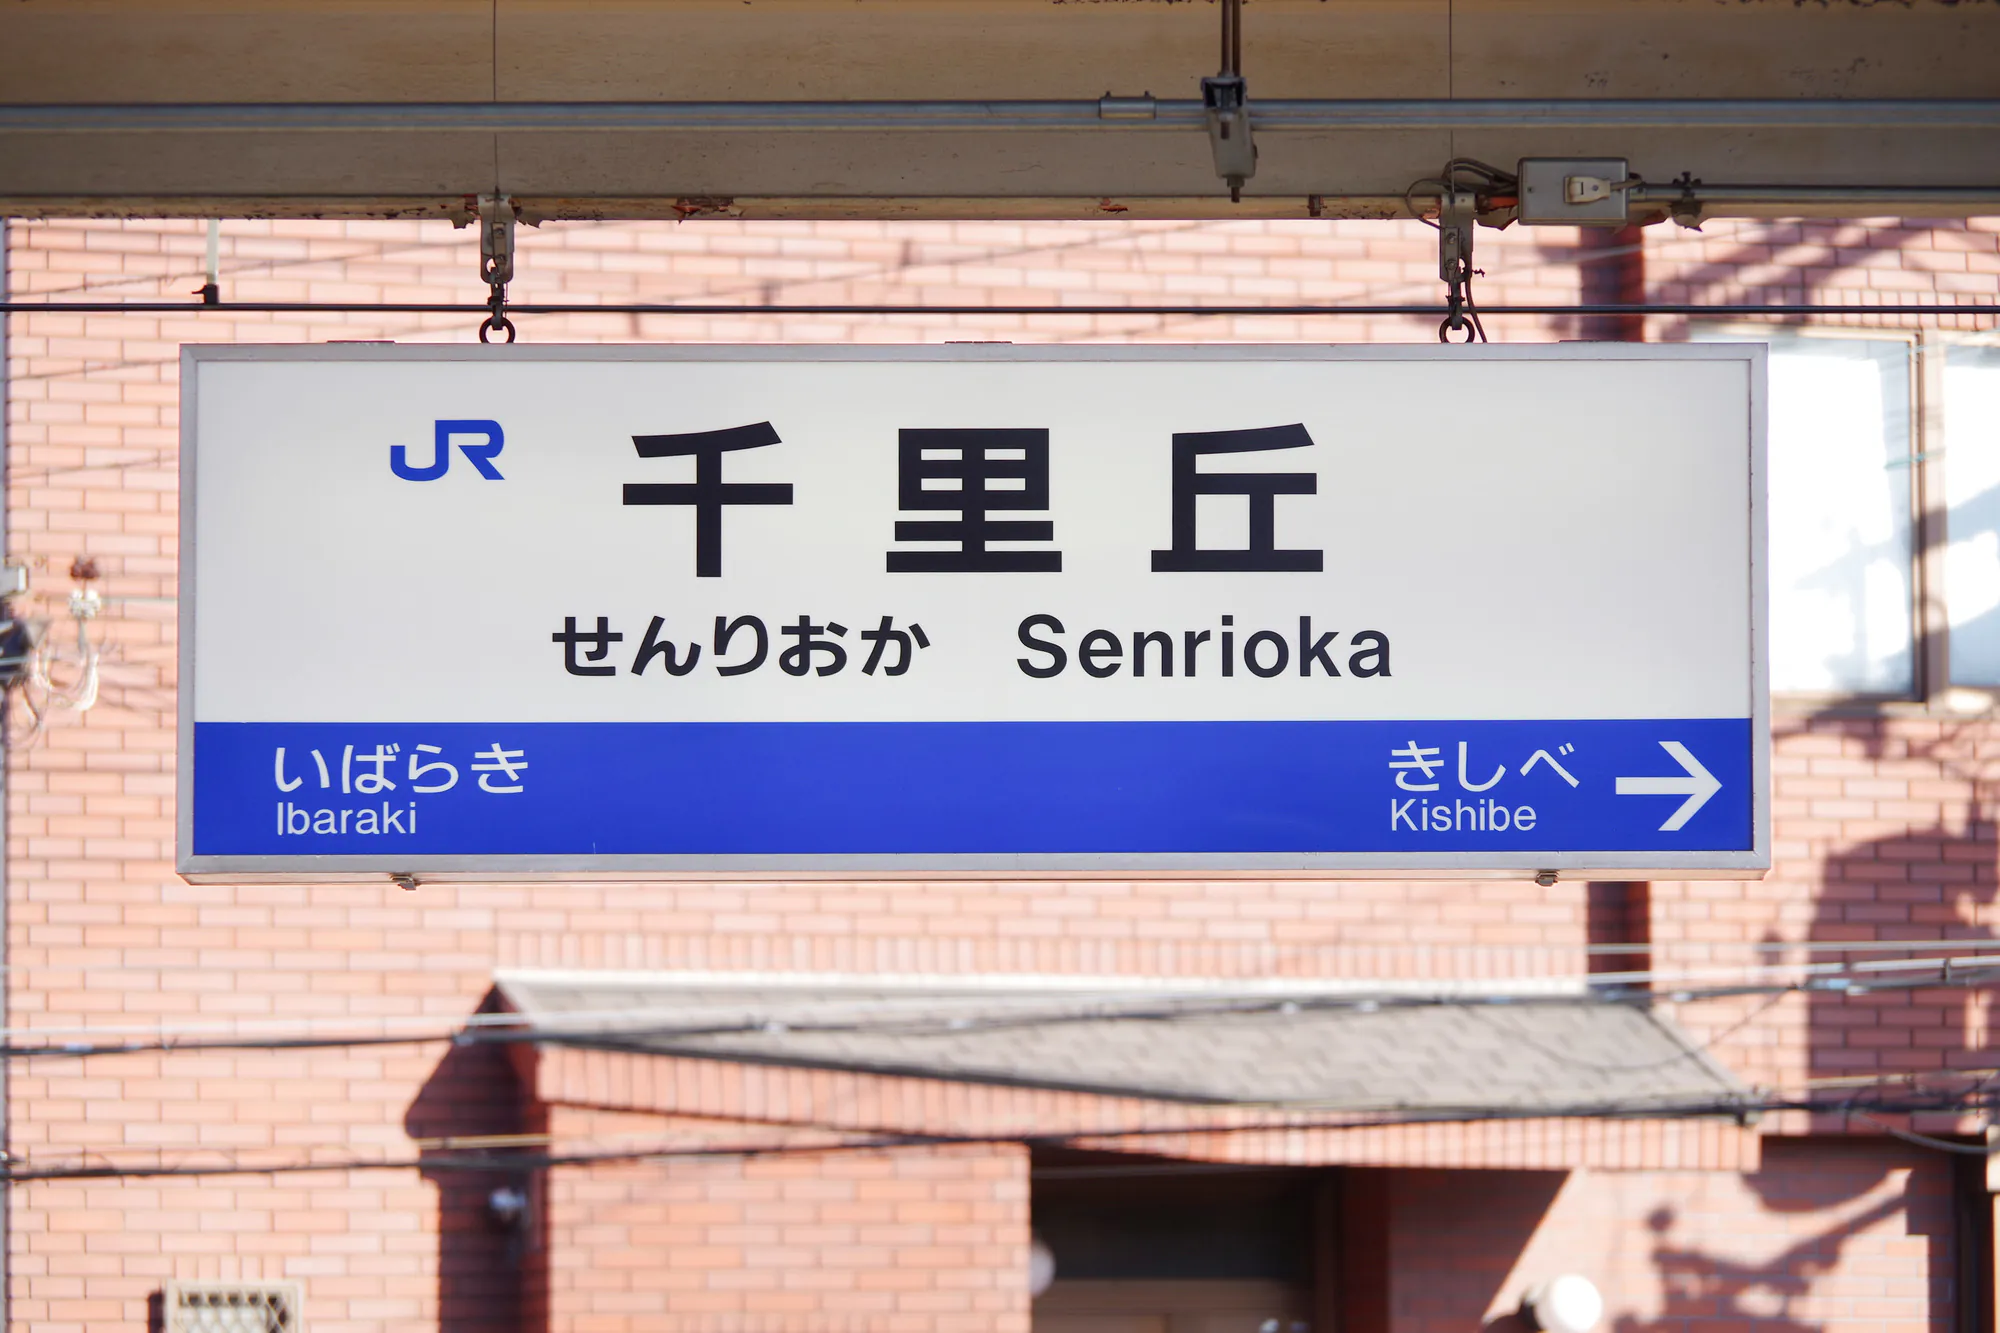 JR 千里丘
せんりおか Senrioka
いばらき きしべ →
Ibaraki Kishibe